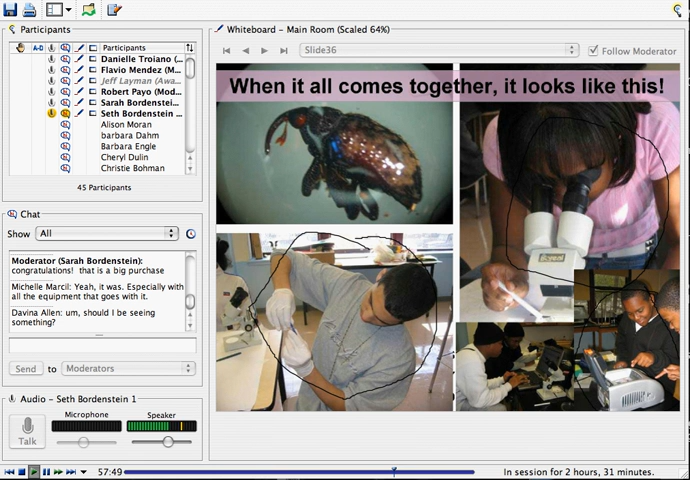 Participants
A-D
Participants
Danielle Troiano (...
Flavio Mendez (M...
Jeff Layman (Awa...
Robert Payo (Mod...
Sarah Bordenstei...
Seth Bordenstein ...
Alison Moran
barbara Dahm
Barbara Engle
Cheryl Dulin
Christie Bohman
45 Participants
Chat
Show All
Moderator (Sarah Bordenstein):
congratulations! that is a big purchase
Michelle Marcil: Yeah, it was. Especially with
all the equipment that goes with it.
Davina Allen: um, should I be seeing
something?
Send to Moderators
Audio - Seth Bordenstein 1
Microphone Speaker
Talk
Whiteboard - Main Room (Scaled 64%)
Slide36
Follow Moderator
When it all comes together, it looks like this!
57:49
In session for 2 hours, 31 minutes.